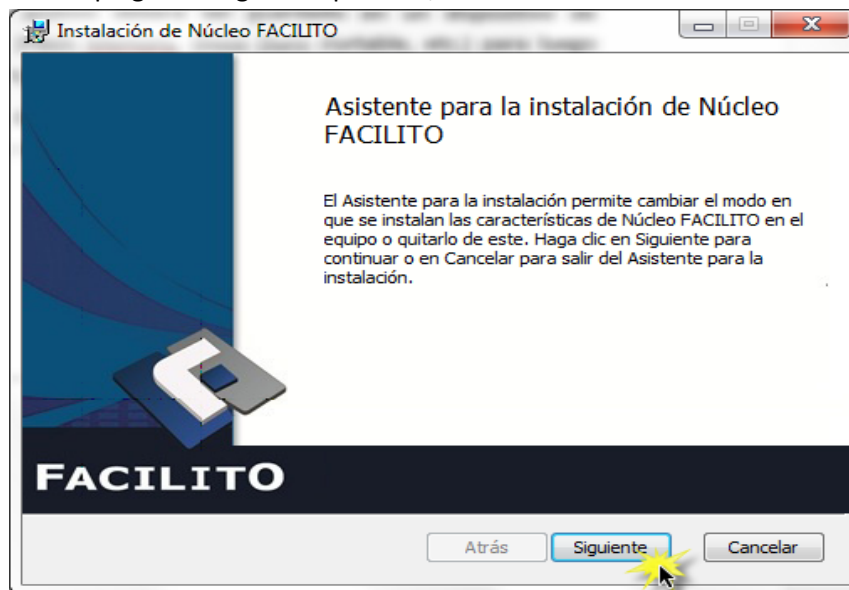 Instalación de Núcleo FACILITO
Asistente para la instalación de Núcleo
FACILITO
El Asistente para la instalación permite cambiar el modo en
que se instalan las características de Núcleo FACILITO en el
equipo o quitarlo de este. Haga clic en Siguiente para
continuar o en Cancelar para salir del Asistente para la
instalación.
FACILITO
Atrás Siguiente Cancelar